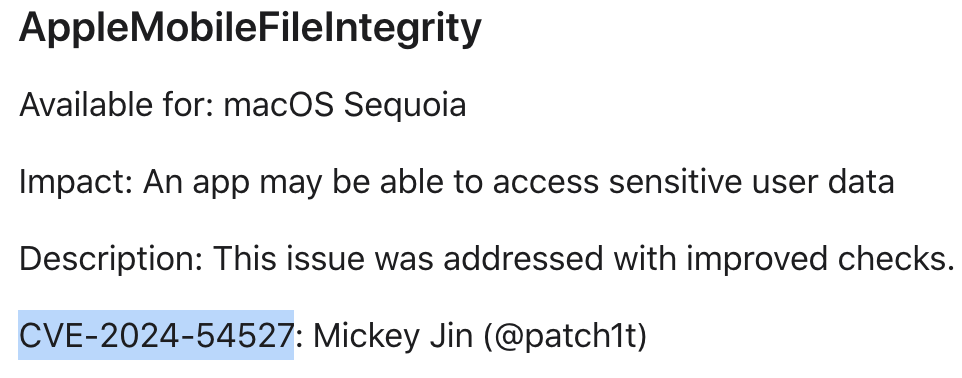 AppleMobileFileIntegrity
Available for: macOS Sequoia
Impact: An app may be able to access sensitive user data
Description: This issue was addressed with improved checks.
CVE-2024-54527: Mickey Jin (@patch1t)